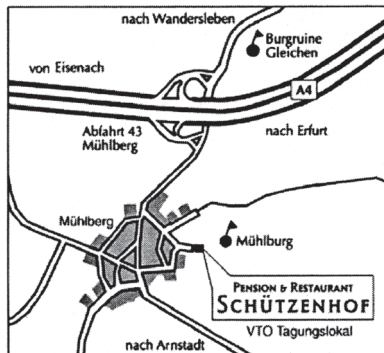 nach Wandersleben
Burgruine
Gleichen
von Eisenach
A4
Abfahrt 43
Mühlberg
nach Erfurt
Mühlberg
Mühlburg
PENSION & RESTAURANT
SCHÜTZENHOF
VTO Tagungslokal
nach Arnstadt